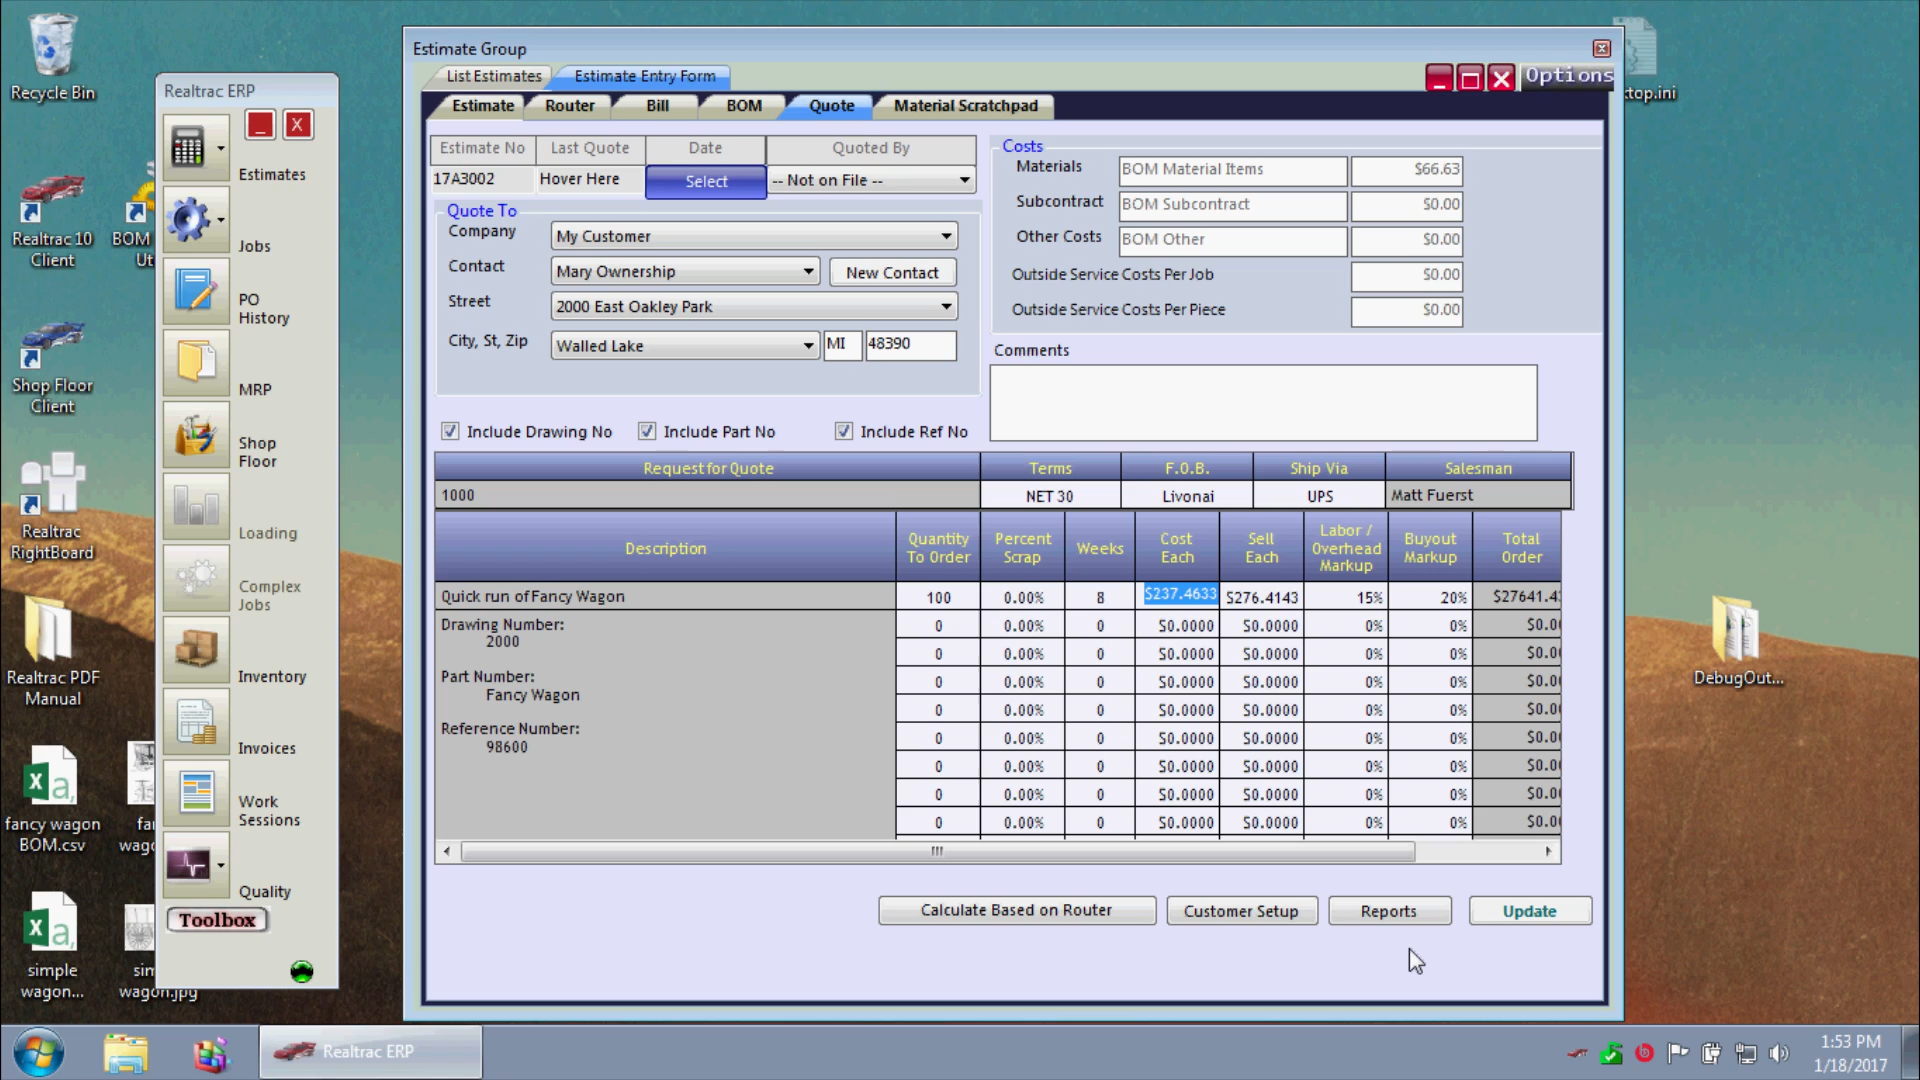 Recycle Bin
Realtrac 10
Client
BOM
Ut
Shop Floor
Client
Realtrac
RightBoard
Realtrac PDF
Manual
fancy wagon
BOM.csv
simple
wagon...
wagon.jpg
Realtrac ERP
_
X
Estimates
Jobs
PO
History
MRP
Shop
Floor
Loading
Complex
Jobs
Inventory
Invoices
Work
Sessions
Quality
Toolbox
Estimate Group
List Estimates
Estimate Entry Form
Options
Estimate
Router
Bill
BOM
Quote
Material Scratchpad
Estimate No
Last Quote
Date
Quoted By
17A3002
Hover Here
Select
-- Not on File --
Quote To
Company
My Customer
Contact
Mary Ownership
New Contact
Street
2000 East Oakley Park
City, St, Zip
Walled Lake
MI
48390
Costs
Materials
BOM Material Items
$66.63
Subcontract
BOM Subcontract
$0.00
Other Costs
BOM Other
$0.00
Outside Service Costs Per Job
$0.00
Outside Service Costs Per Piece
$0.00
Comments
Include Drawing No
Include Part No
Include Ref No
Request for Quote
Terms
F.O.B.
Ship Via
Salesman
1000
NET 30
Livonai
UPS
Matt Fuerst
Description
Quantity
To Order
Percent
Scrap
Weeks
Cost
Each
Sell
Each
Labor /
Overhead
Markup
Buyout
Markup
Total
Order
Quick run of Fancy Wagon 100 0.00% 8 $237.4633 $276.4143 15% 20% $27641.43
Drawing Number:
2000
Part Number:
Fancy Wagon
Reference Number:
98600
0 0.00% 0 $0.0000 $0.0000 0% 0% $0.0
0 0.00% 0 $0.0000 $0.0000 0% 0% $0.0
0 0.00% 0 $0.0000 $0.0000 0% 0% $0.0
0 0.00% 0 $0.0000 $0.0000 0% 0% $0.0
0 0.00% 0 $0.0000 $0.0000 0% 0% $0.0
0 0.00% 0 $0.0000 $0.0000 0% 0% $0.0
0 0.00% 0 $0.0000 $0.0000 0% 0% $0.0
0 0.00% 0 $0.0000 $0.0000 0% 0% $0.0
Calculate Based on Router
Customer Setup
Reports
Update
top.ini
DebugOut...
Realtrac ERP
1:53 PM
1/18/2017